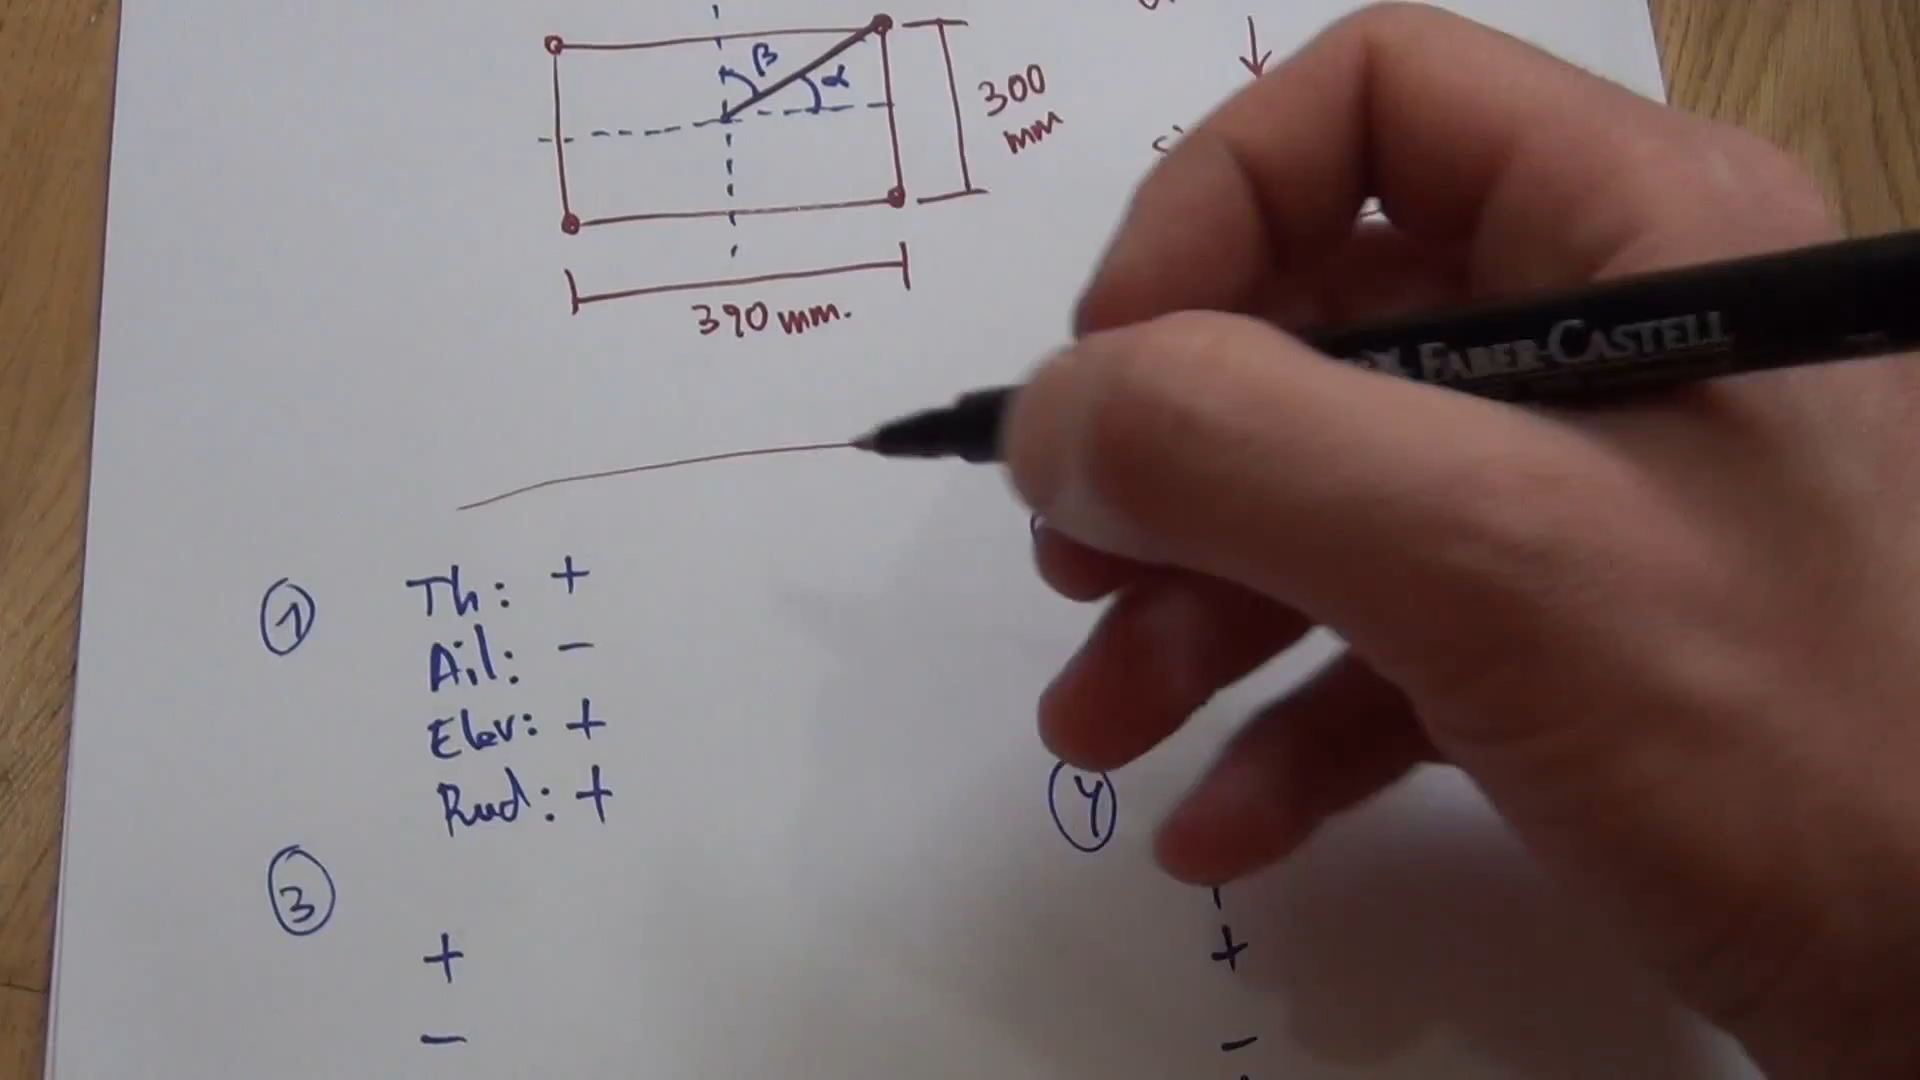 β
α
300
mm
390 mm.
FABER-CASTELL
1
Th: +
Ail: -
Elev: +
Rud: +
4
3
+
+
-
-